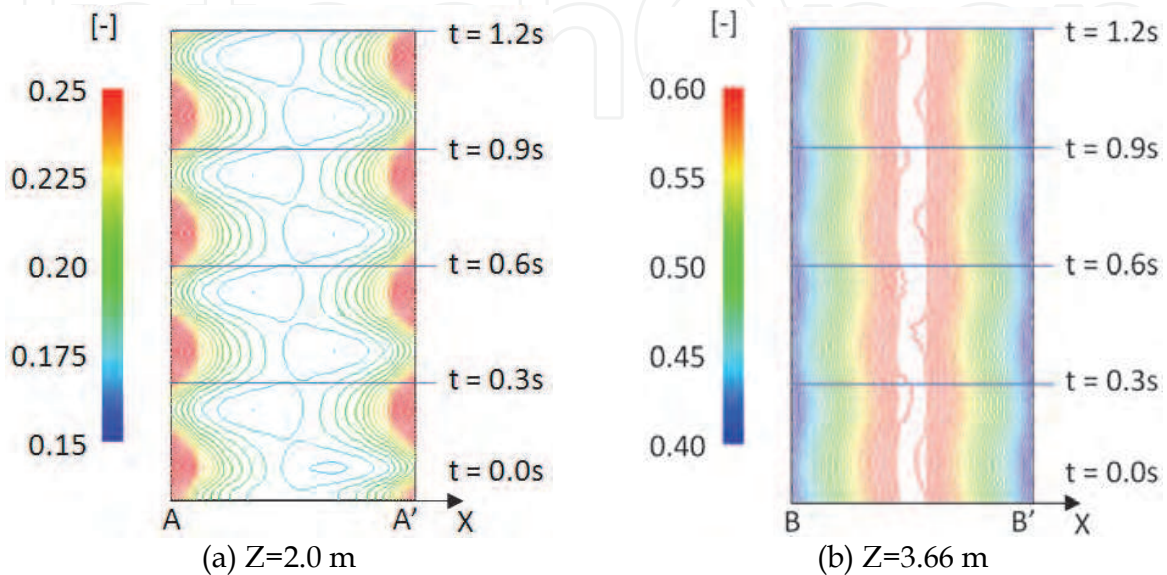 [-]
0.25
0.225
0.20
0.175
0.15
t = 1.2s
t = 0.9s
t = 0.6s
t = 0.3s
t = 0.0s
A
A'
X
(a) Z=2.0 m
[-]
0.60
0.55
0.50
0.45
0.40
t = 1.2s
t = 0.9s
t = 0.6s
t = 0.3s
t = 0.0s
B
B'
X
(b) Z=3.66 m